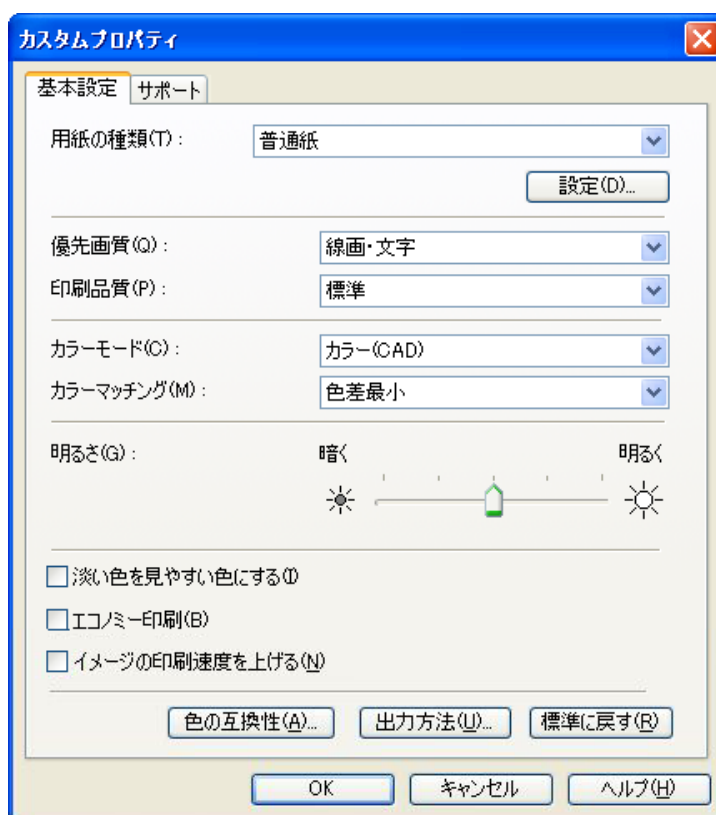 カスタムプロパティ
基本設定 サポート
用紙の種類(T): 普通紙
設定(D)...
優先画質(Q): 線画・文字
印刷品質(P): 標準
カラーモード(C): カラー(CAD)
カラーマッチング(M): 色差最小
明るさ(G): 暗く 明るく
淡い色を見やすい色にする(I)
エコノミー印刷(B)
イメージの印刷速度を上げる(N)
色の互換性(A)... 出力方法(U)... 標準に戻す(R)
OK キャンセル ヘルプ(H)